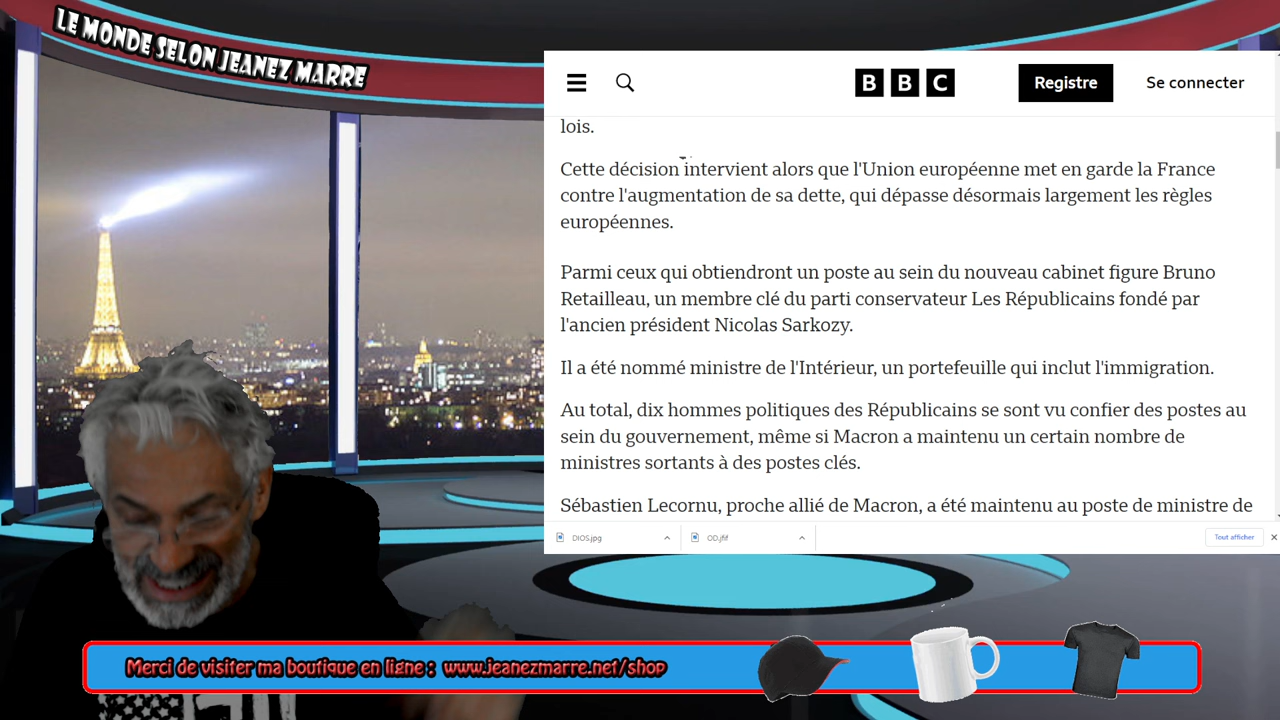 LE MONDE SELON JEANEZ MARRE
BBC
Registre
Se connecter
lois.
Cette décision intervient alors que l'Union européenne met en garde la France
contre l'augmentation de sa dette, qui dépasse désormais largement les règles
européennes.
Parmi ceux qui obtiendront un poste au sein du nouveau cabinet figure Bruno
Retailleau, un membre clé du parti conservateur Les Républicains fondé par
l'ancien président Nicolas Sarkozy.
Il a été nommé ministre de l'Intérieur, un portefeuille qui inclut l'immigration.
Au total, dix hommes politiques des Républicains se sont vu confier des postes au
sein du gouvernement, même si Macron a maintenu un certain nombre de
ministres sortants à des postes clés.
Sébastien Lecornu, proche allié de Macron, a été maintenu au poste de ministre de
DIOS.jpg
OD.jfif
Tout afficher
Merci de visiter ma boutique en ligne : www.jeanezmarre.net/shop